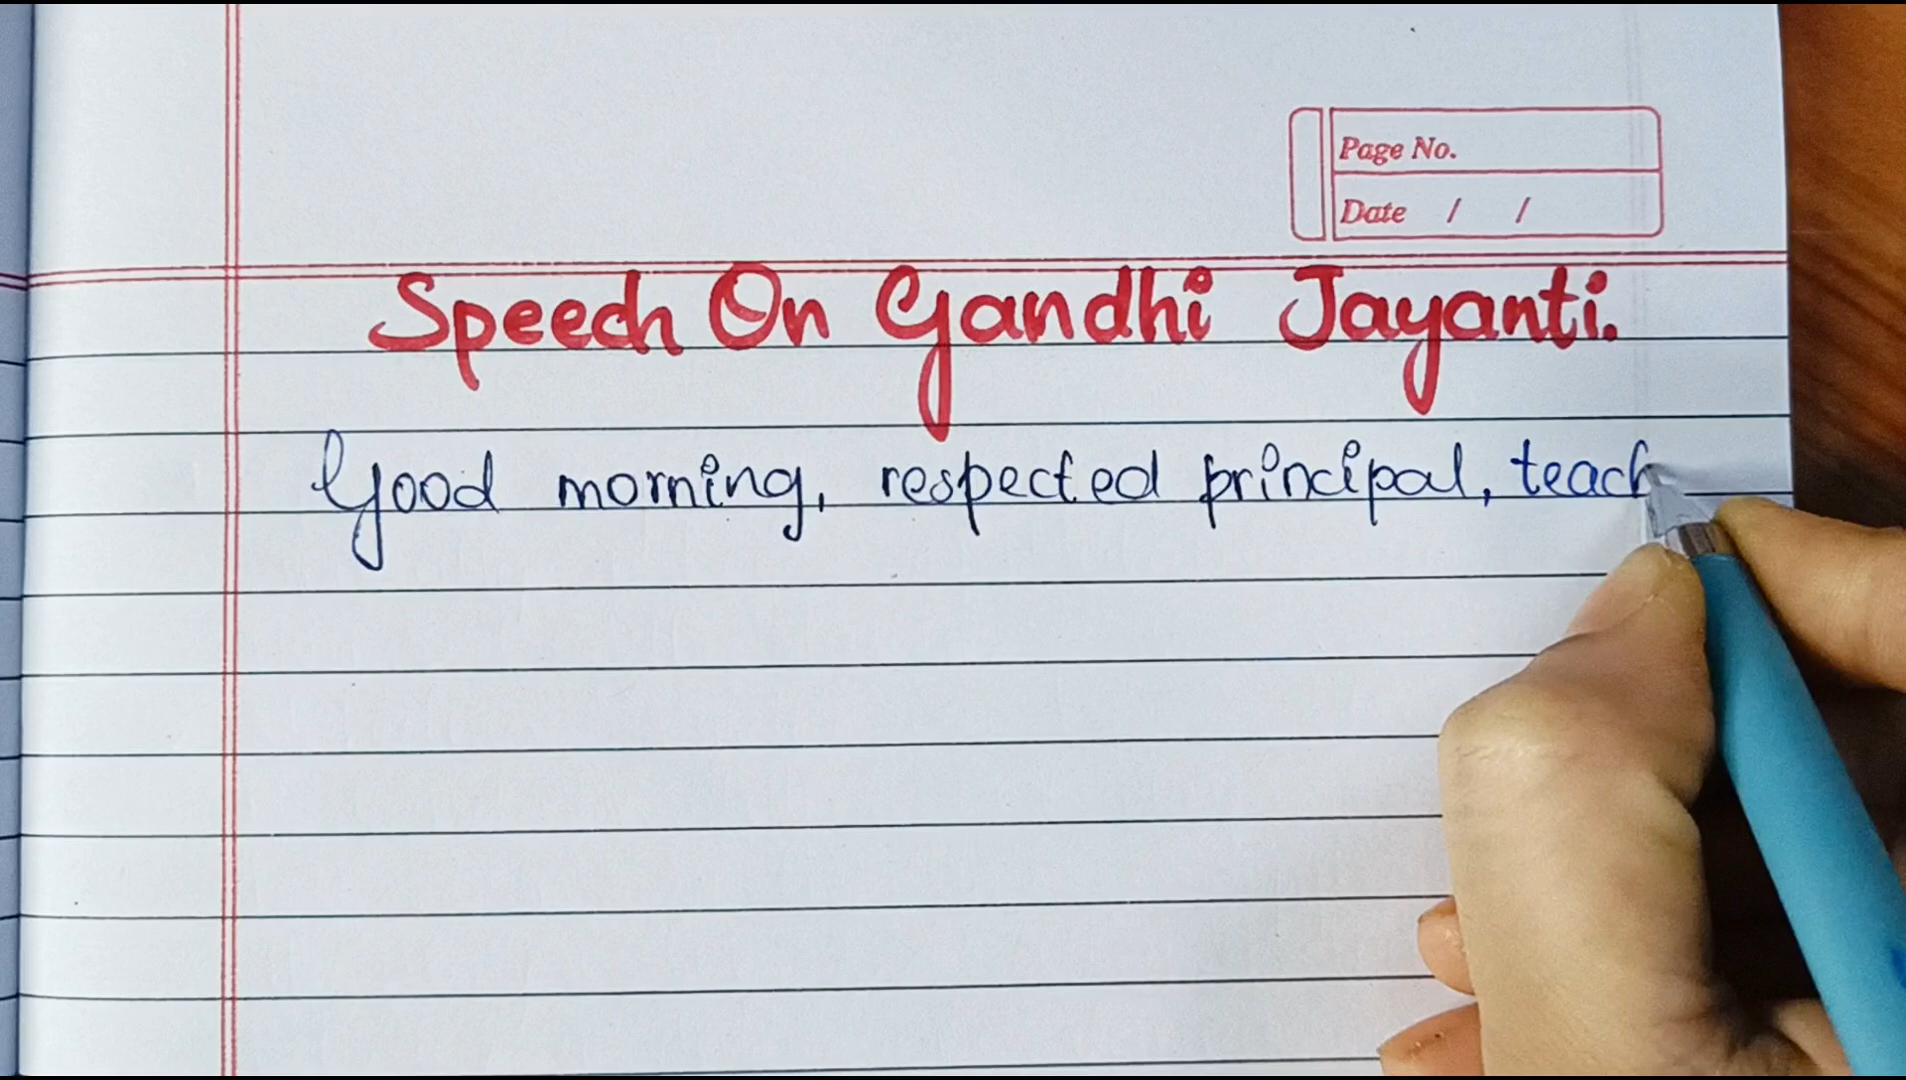 Page No.
Date / /
Speech On Gandhi Jayanti.
Good morning, respected principal, teach